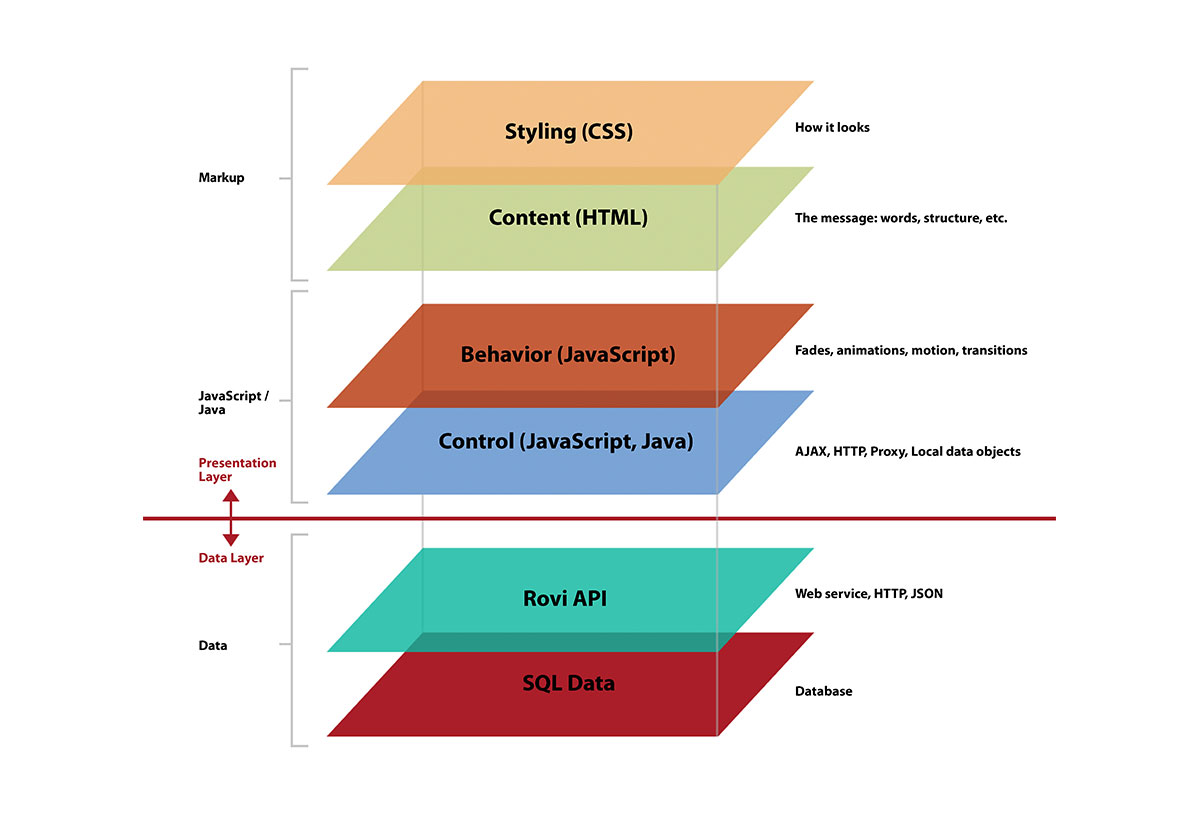 Styling (CSS)
How it looks
Markup
Content (HTML)
The message: words, structure, etc.
Behavior (JavaScript)
Fades, animations, motion, transitions
JavaScript /
Java
Control (JavaScript, Java)
AJAX, HTTP, Proxy, Local data objects
Presentation
Layer
Data Layer
Rovi API
Web service, HTTP, JSON
Data
SQL Data
Database